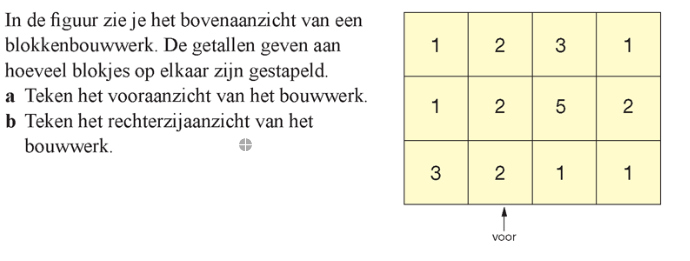 In de figuur zie je het bovenaanzicht van een
blokkenbouwwerk. De getallen geven aan
hoeveel blokjes op elkaar zijn gestapeld.
a Teken het vooraanzicht van het bouwwerk.
b Teken het rechterzijaanzicht van het
bouwwerk.
1 2 3 1
1 2 5 2
3 2 1 1
voor